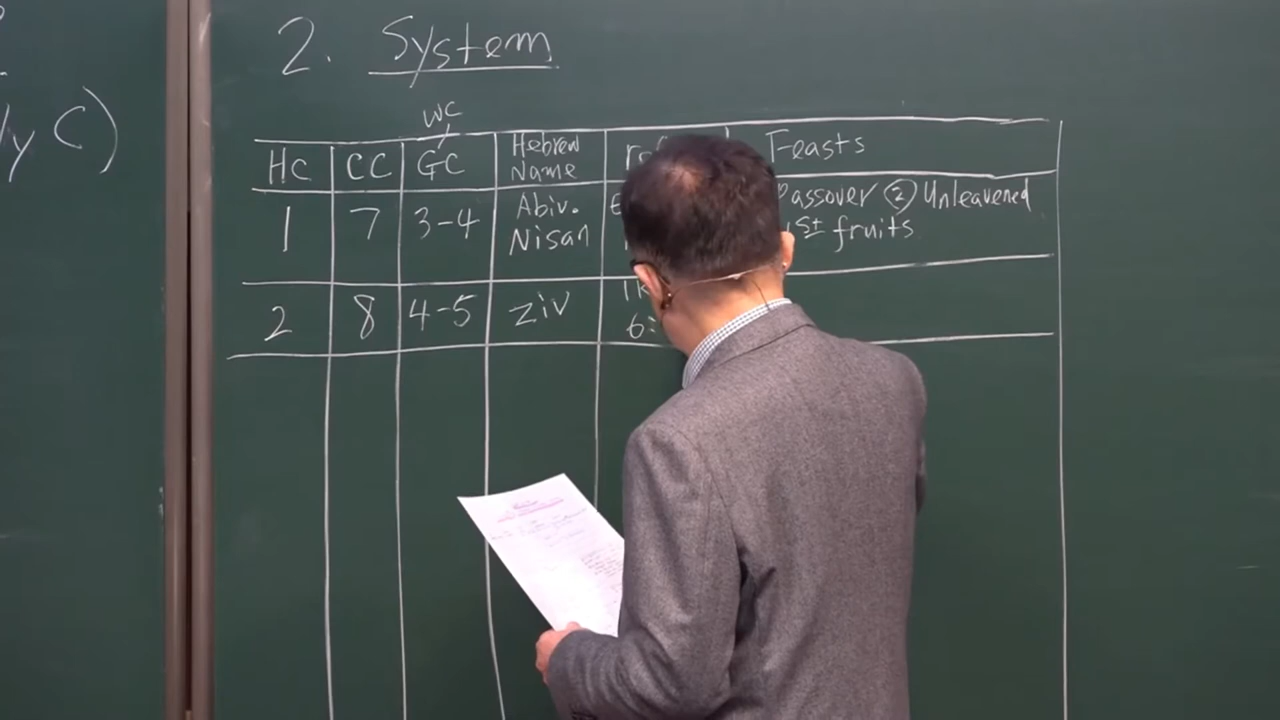 2. System
y C)
WC
HC CC GC Hebrew Name Feasts
1 7 3-4 Abiv. Nisan Passover ② Unleavened
1st fruits
2 8 4-5 Ziv 6: